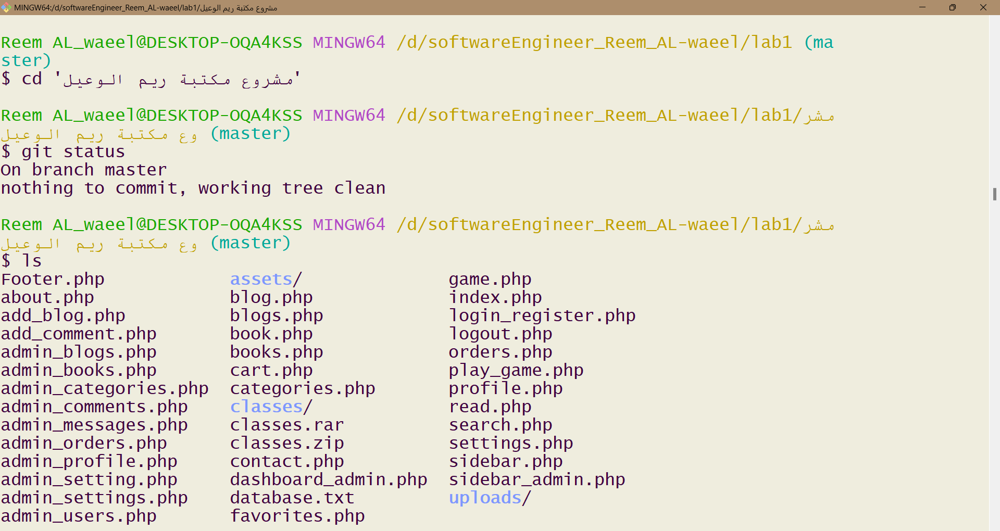 MINGW64:/d/softwareEngineer_Reem_AL-waeel/lab1/مشروع مكتبة ريم الوعيل
Reem AL_waeel@DESKTOP-OQA4KSS MINGW64 /d/softwareEngineer_Reem_AL-waeel/lab1 (ma
ster)
$ cd 'مشروع مكتبة ريم الوعيل'
Reem AL_waeel@DESKTOP-OQA4KSS MINGW64 /d/softwareEngineer_Reem_AL-waeel/lab1/مشر
وع مكتبة ريم الوعيل (master)
$ git status
On branch master
nothing to commit, working tree clean
Reem AL_waeel@DESKTOP-OQA4KSS MINGW64 /d/softwareEngineer_Reem_AL-waeel/lab1/مشر
وع مكتبة ريم الوعيل (master)
$ ls
Footer.php assets/ game.php
about.php blog.php index.php
add_blog.php blogs.php login_register.php
add_comment.php book.php logout.php
admin_blogs.php books.php orders.php
admin_books.php cart.php play_game.php
admin_categories.php categories.php profile.php
admin_comments.php classes/ read.php
admin_messages.php classes.rar search.php
admin_orders.php classes.zip settings.php
admin_profile.php contact.php sidebar.php
admin_setting.php dashboard_admin.php sidebar_admin.php
admin_settings.php database.txt uploads/
admin_users.php favorites.php